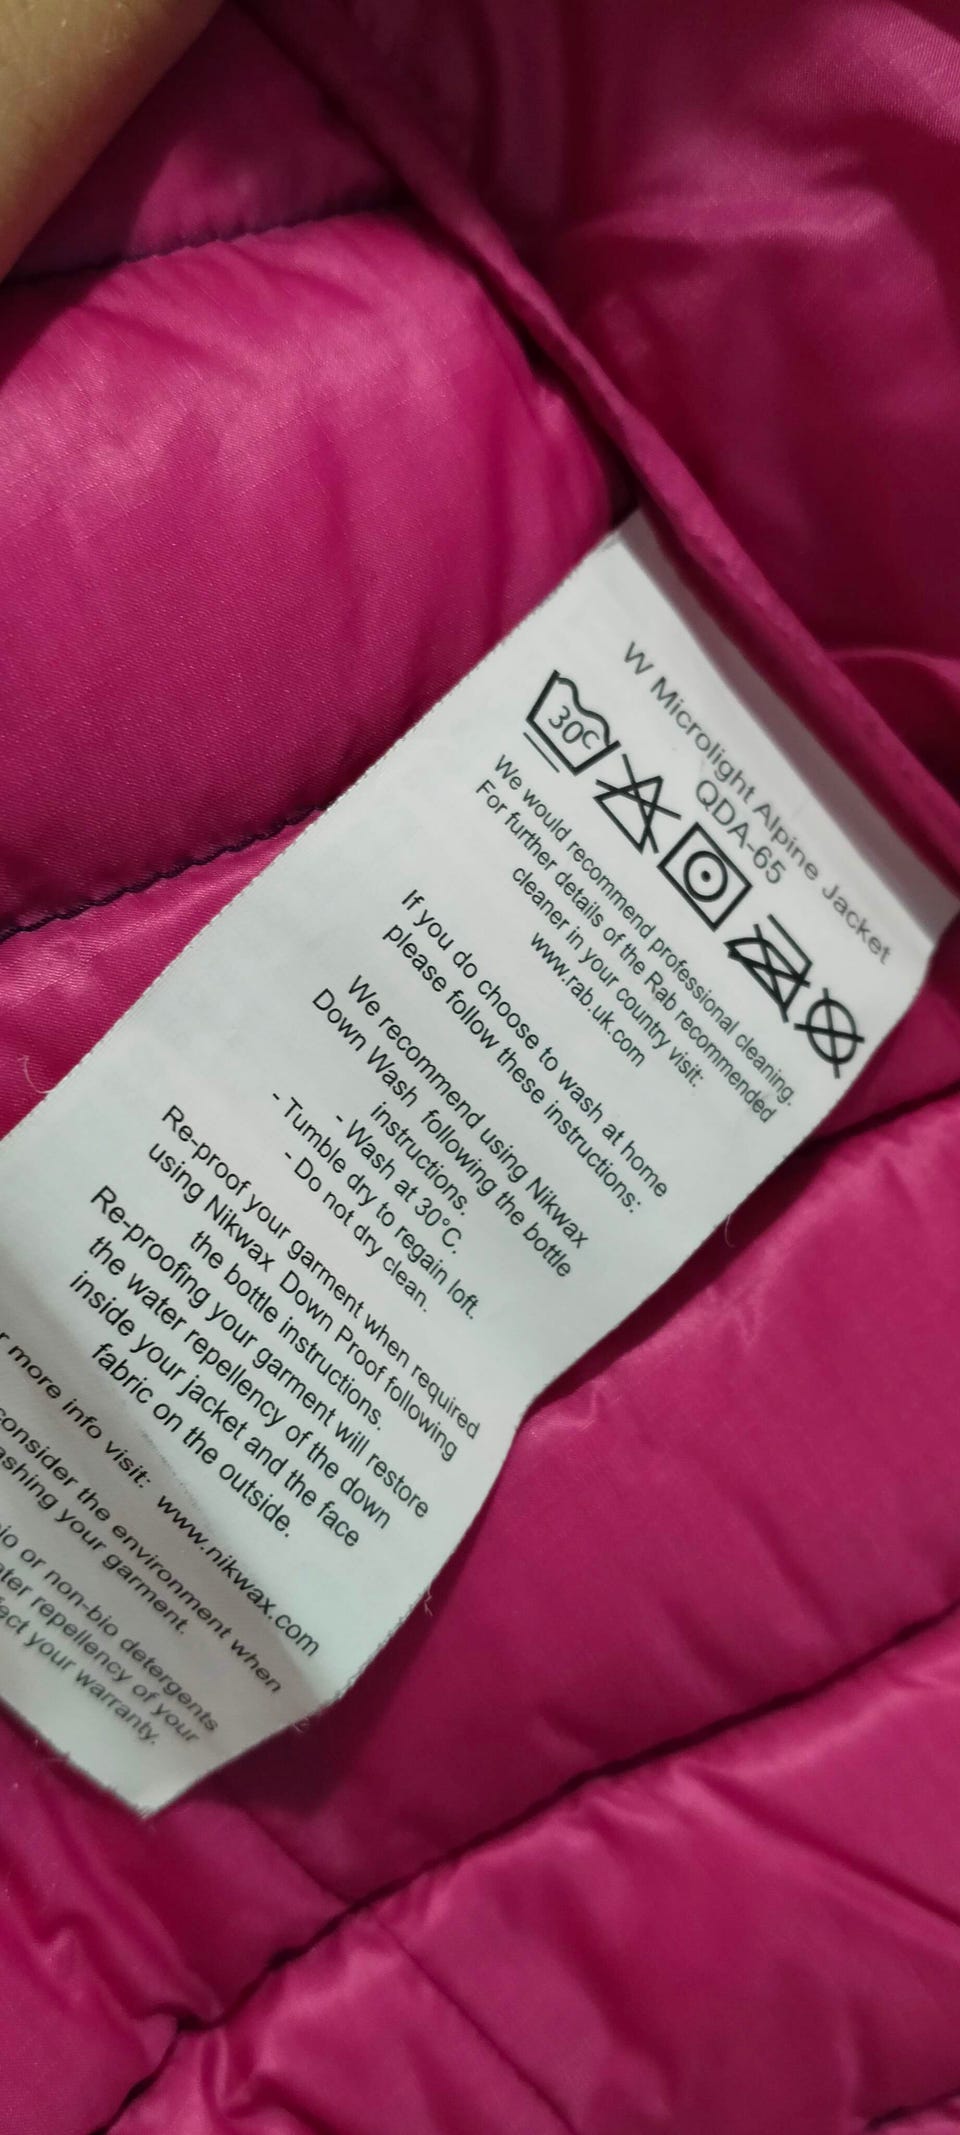 W Microlight Alpine Jacket
QDA-65
30C
We would recommend professional cleaning.
For further details of the Rab recommended
cleaner in your country visit:
www.rab.uk.com
If you do choose to wash at home
please follow these instructions:
We recommend using Nikwax
Down Wash following the bottle
instructions.
- Wash at 30°C.
- Tumble dry to regain loft.
- Do not dry clean.
Re-proof your garment when required
using Nikwax Down Proof following
the bottle instructions.
Re-proofing your garment will restore
the water repellency of the down
inside your jacket and the face
fabric on the outside.
more info visit: www.nikwax.com
consider the environment when
your garment.
or non-bio detergents
repellency of your
your warranty.